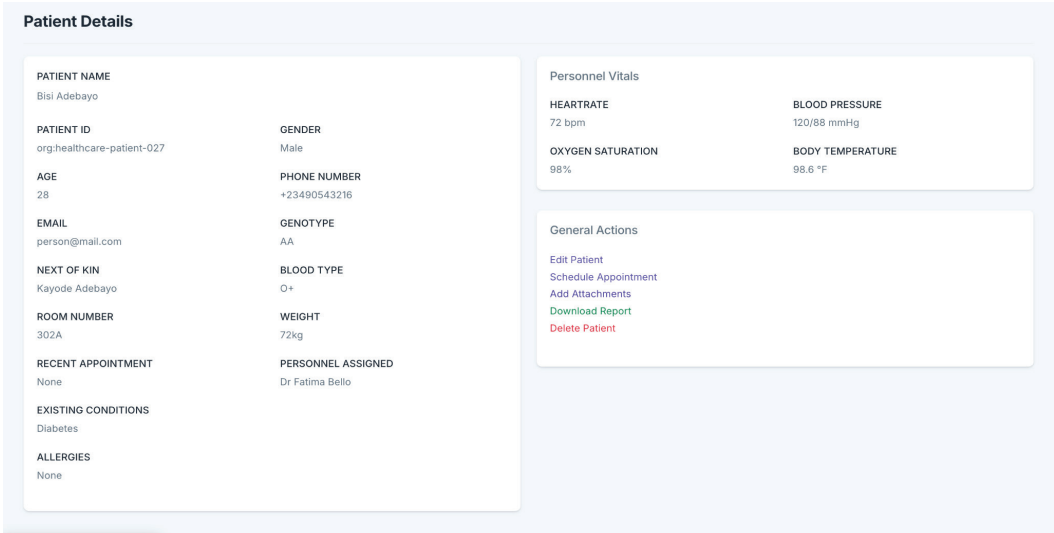 Patient Details
PATIENT NAME
Bisi Adebayo
PATIENT ID
org:healthcare-patient-027
GENDER
Male
AGE
28
PHONE NUMBER
+23490543216
EMAIL
person@mail.com
GENOTYPE
AA
NEXT OF KIN
Kayode Adebayo
BLOOD TYPE
O+
ROOM NUMBER
302A
WEIGHT
72kg
RECENT APPOINTMENT
None
PERSONNEL ASSIGNED
Dr Fatima Bello
EXISTING CONDITIONS
Diabetes
ALLERGIES
None
Personnel Vitals
HEARTRATE
72 bpm
BLOOD PRESSURE
120/88 mmHg
OXYGEN SATURATION
98%
BODY TEMPERATURE
98.6 °F
General Actions
Edit Patient
Schedule Appointment
Add Attachments
Download Report
Delete Patient